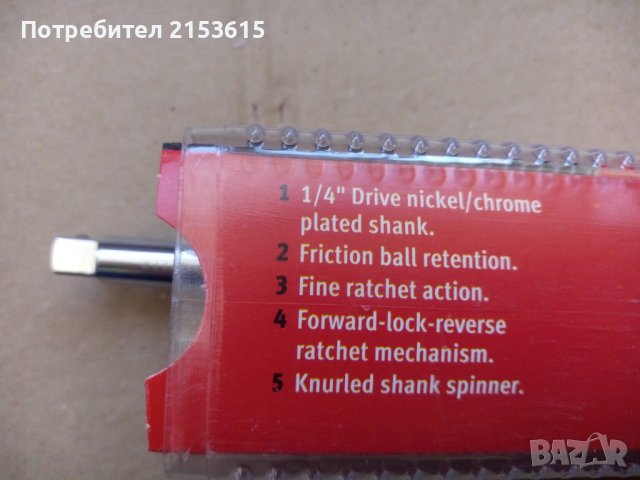 Потребител 2153615
1 1/4" Drive nickel/chrome
plated shank.
2 Friction ball retention.
3 Fine ratchet action.
4 Forward-lock-reverse
ratchet mechanism.
5 Knurled shank spinner.
BAZAR